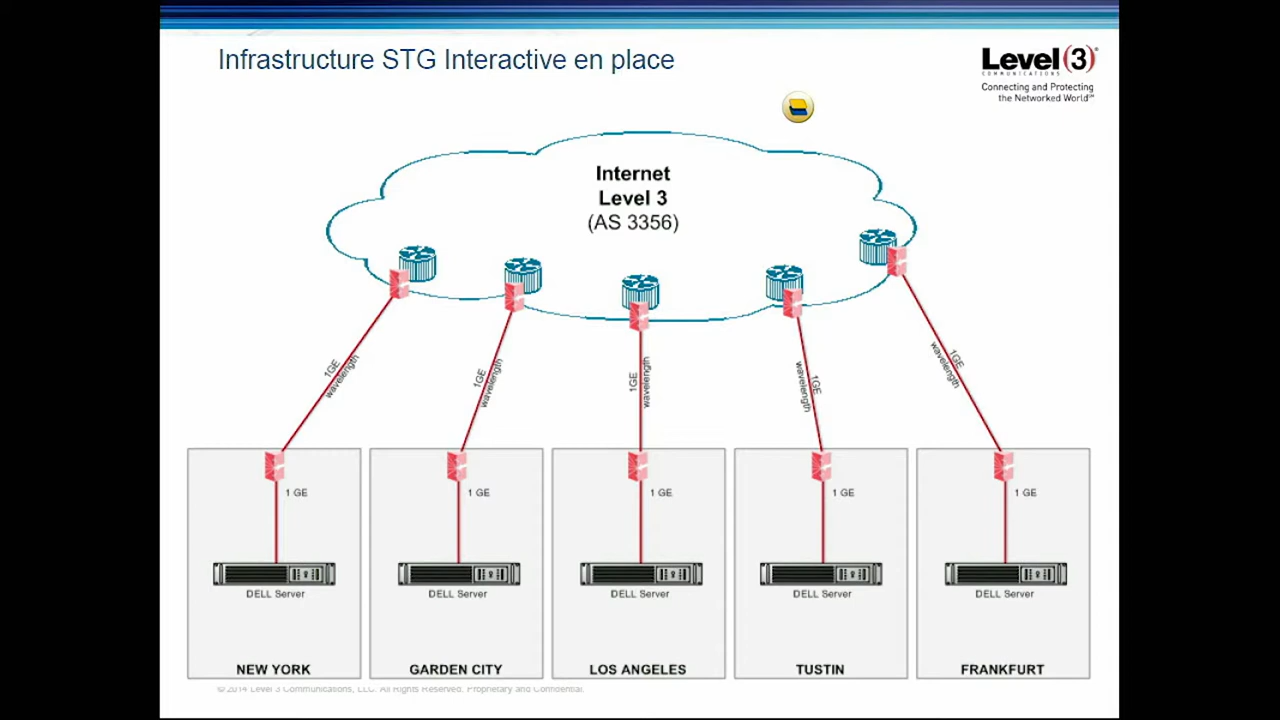 Infrastructure STG Interactive en place
Level (3)®
COMMUNICATIONS
Connecting and Protecting
the Networked World℠
Internet
Level 3
(AS 3356)
1GE
wavelength
1GE
wavelength
1GE
wavelength
1GE
wavelength
1GE
wavelength
1 GE
1 GE
1 GE
1 GE
1 GE
DELL Server
DELL Server
DELL Server
DELL Server
DELL Server
NEW YORK
GARDEN CITY
LOS ANGELES
TUSTIN
FRANKFURT
© 2014 Level 3 Communications, LLC. All Rights Reserved. Proprietary and Confidential.